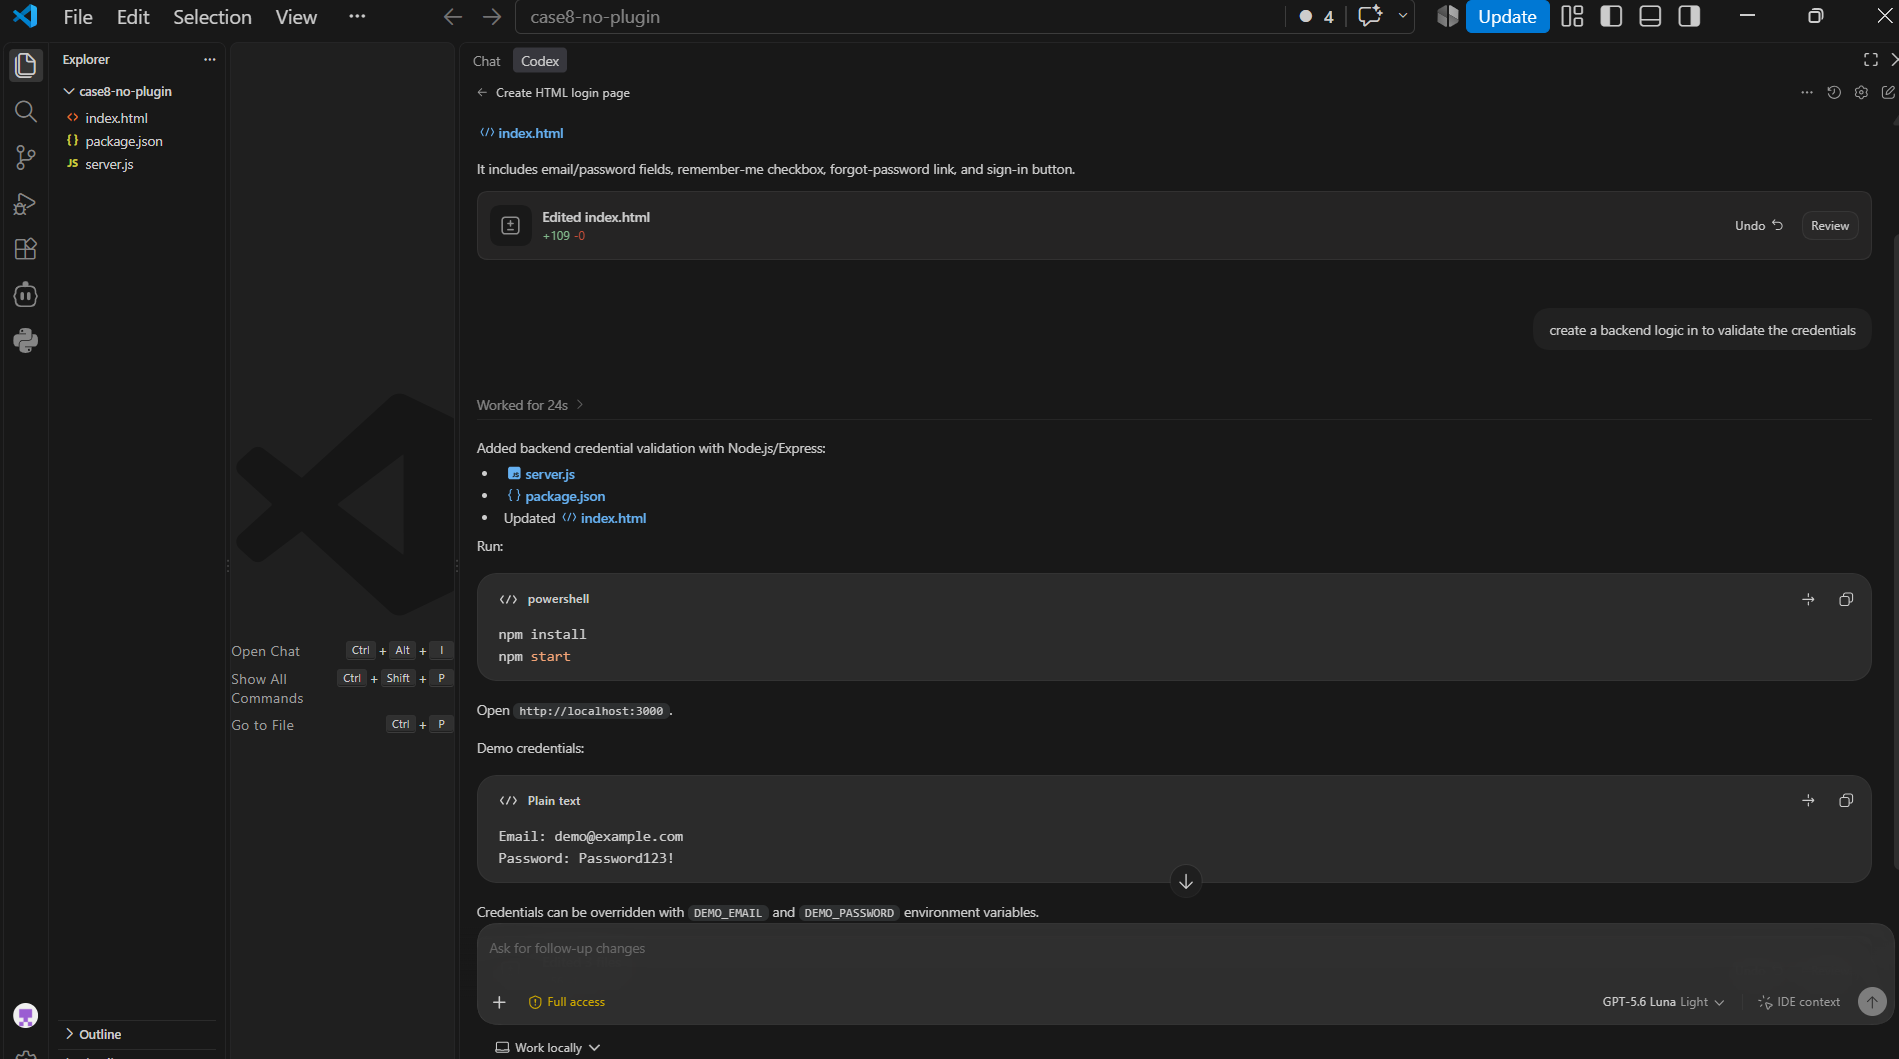 File Edit Selection View ···
case8-no-plugin
4
Update
Explorer
case8-no-plugin
index.html
package.json
JS server.js
Open Chat Ctrl + Alt + I
Show All Commands Ctrl + Shift + P
Go to File Ctrl + P
Outline
Chat Codex
Create HTML login page
index.html
It includes email/password fields, remember-me checkbox, forgot-password link, and sign-in button.
Edited index.html
+109 -0
Undo
Review
create a backend logic in to validate the credentials
Worked for 24s
Added backend credential validation with Node.js/Express:
• server.js
• package.json
• Updated index.html
Run:
powershell
npm install
npm start
Open http://localhost:3000.
Demo credentials:
Plain text
Email: demo@example.com
Password: Password123!
Credentials can be overridden with DEMO_EMAIL and DEMO_PASSWORD environment variables.
Ask for follow-up changes
Full access
GPT-5.6 Luna Light
IDE context
Work locally